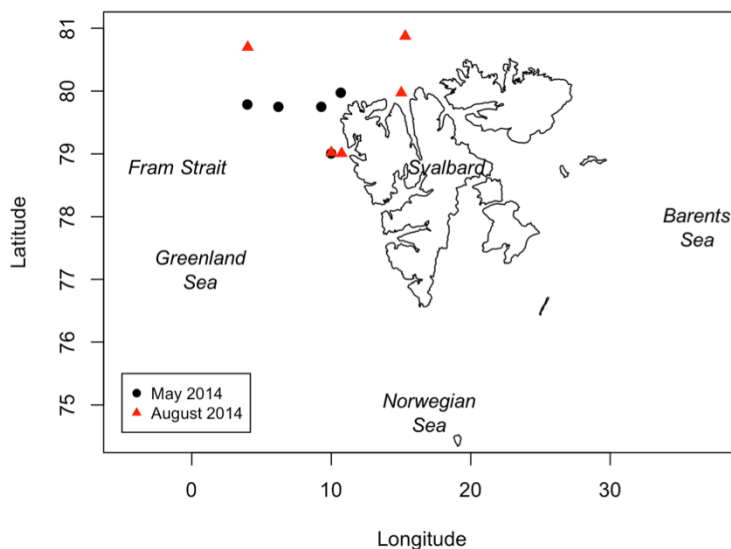 81
80
79
78
77
76
75
Latitude
Fram Strait
Svalbard
Barents
Sea
Greenland
Sea
Norwegian
Sea
May 2014
August 2014
0
10
20
30
Longitude